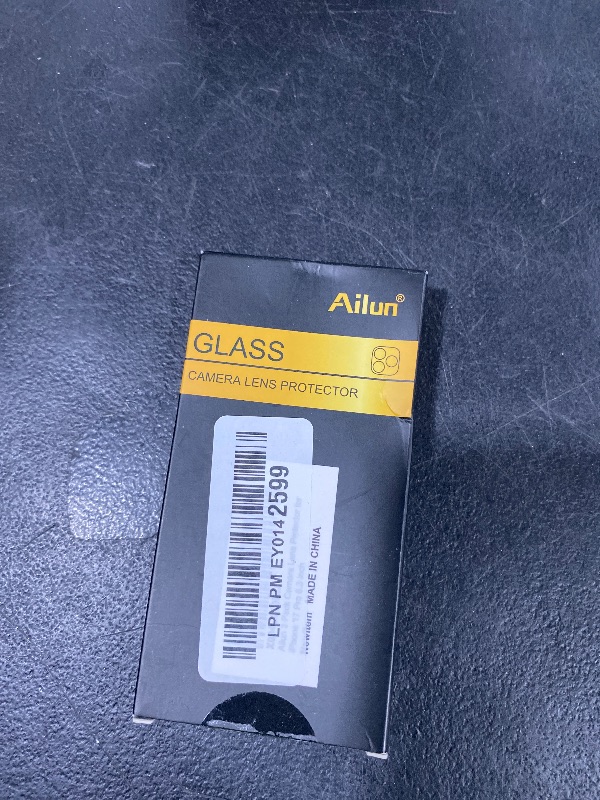 Ailun®
GLASS
CAMERA LENS PROTECTOR
LPN PM EY0142599
MADE IN CHINA